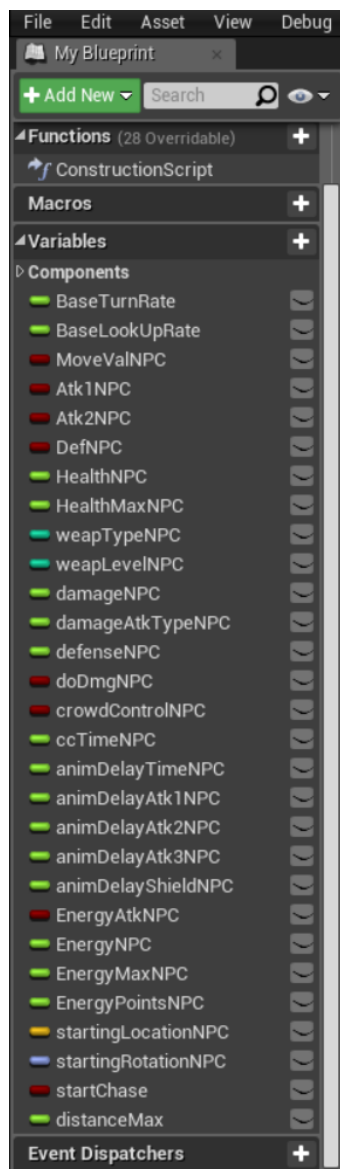 File Edit Asset View Debug
My Blueprint
Add New Search
Functions (28 Overridable)
ConstructionScript
Macros
Variables
Components
BaseTurnRate
BaseLookUpRate
MoveValNPC
Atk1NPC
Atk2NPC
DefNPC
HealthNPC
HealthMaxNPC
weapTypeNPC
weapLevelNPC
damageNPC
damageAtkTypeNPC
defenseNPC
doDmgNPC
crowdControlNPC
ccTimeNPC
animDelayTimeNPC
animDelayAtk1NPC
animDelayAtk2NPC
animDelayAtk3NPC
animDelayShieldNPC
EnergyAtkNPC
EnergyNPC
EnergyMaxNPC
EnergyPointsNPC
startingLocationNPC
startingRotationNPC
startChase
distanceMax
Event Dispatchers